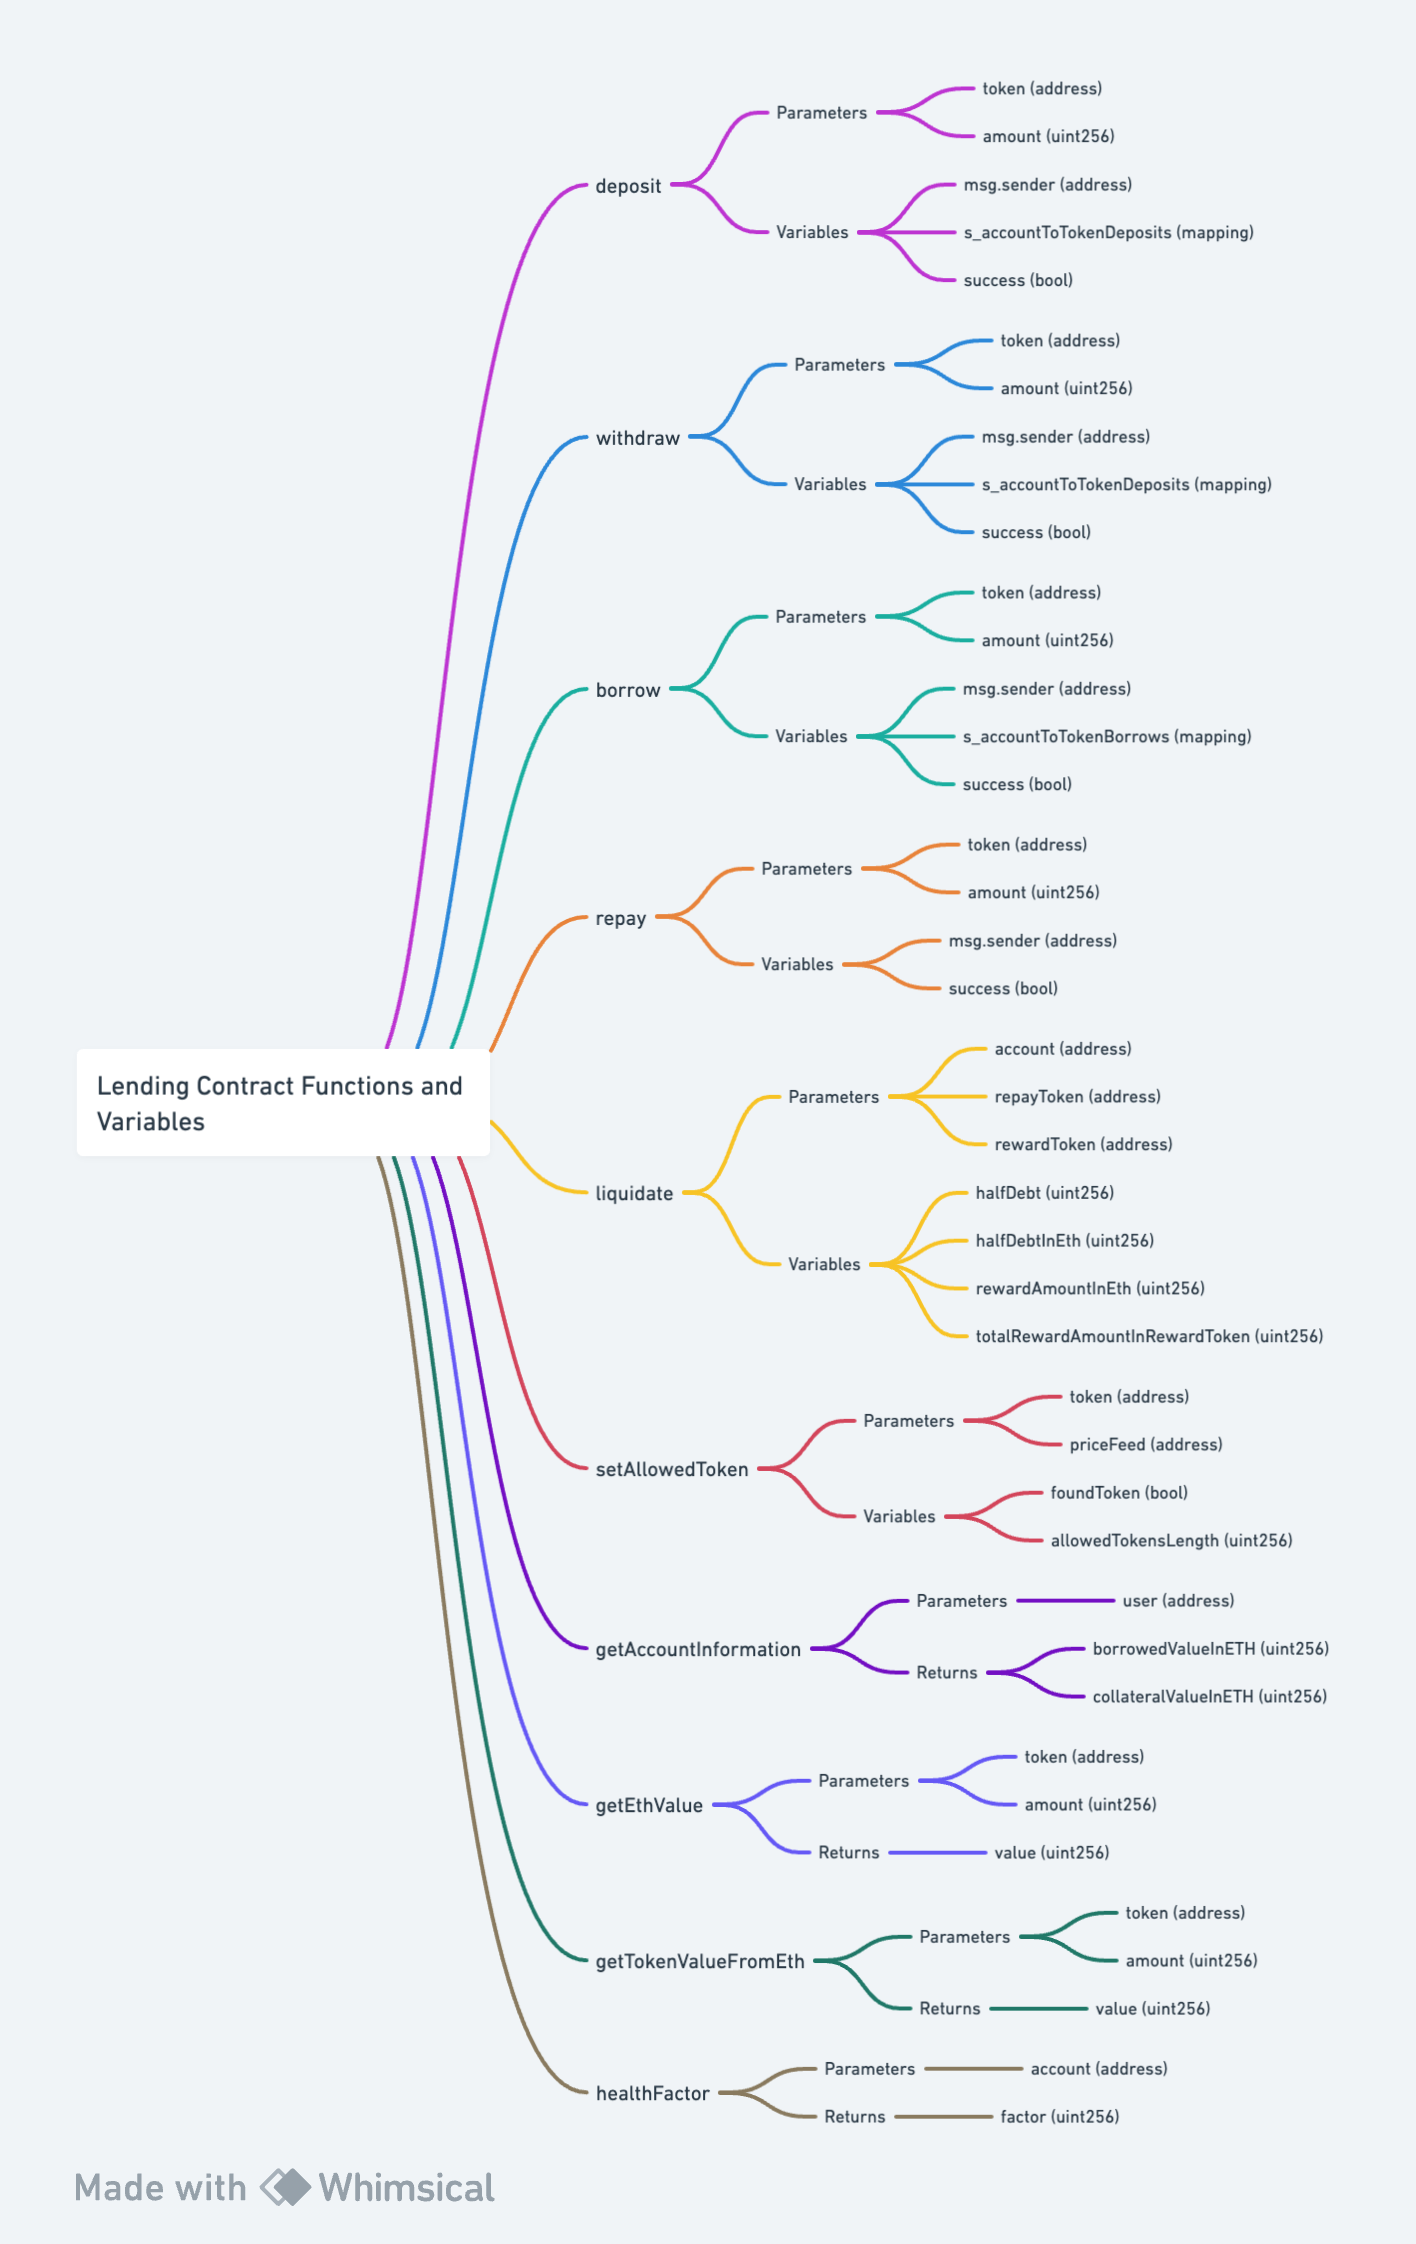 Lending Contract Functions and
Variables
deposit
Parameters
token (address)
amount (uint256)
Variables
msg.sender (address)
s_accountToTokenDeposits (mapping)
success (bool)
withdraw
Parameters
token (address)
amount (uint256)
Variables
msg.sender (address)
s_accountToTokenDeposits (mapping)
success (bool)
borrow
Parameters
token (address)
amount (uint256)
Variables
msg.sender (address)
s_accountToTokenBorrows (mapping)
success (bool)
repay
Parameters
token (address)
amount (uint256)
Variables
msg.sender (address)
success (bool)
liquidate
Parameters
account (address)
repayToken (address)
rewardToken (address)
Variables
halfDebt (uint256)
halfDebtInEth (uint256)
rewardAmountInEth (uint256)
totalRewardAmountInRewardToken (uint256)
setAllowedToken
Parameters
token (address)
priceFeed (address)
Variables
foundToken (bool)
allowedTokensLength (uint256)
getAccountInformation
Parameters
user (address)
Returns
borrowedValueInETH (uint256)
collateralValueInETH (uint256)
getEthValue
Parameters
token (address)
amount (uint256)
Returns
value (uint256)
getTokenValueFromEth
Parameters
token (address)
amount (uint256)
Returns
value (uint256)
healthFactor
Parameters
account (address)
Returns
factor (uint256)
Made with Whimsical